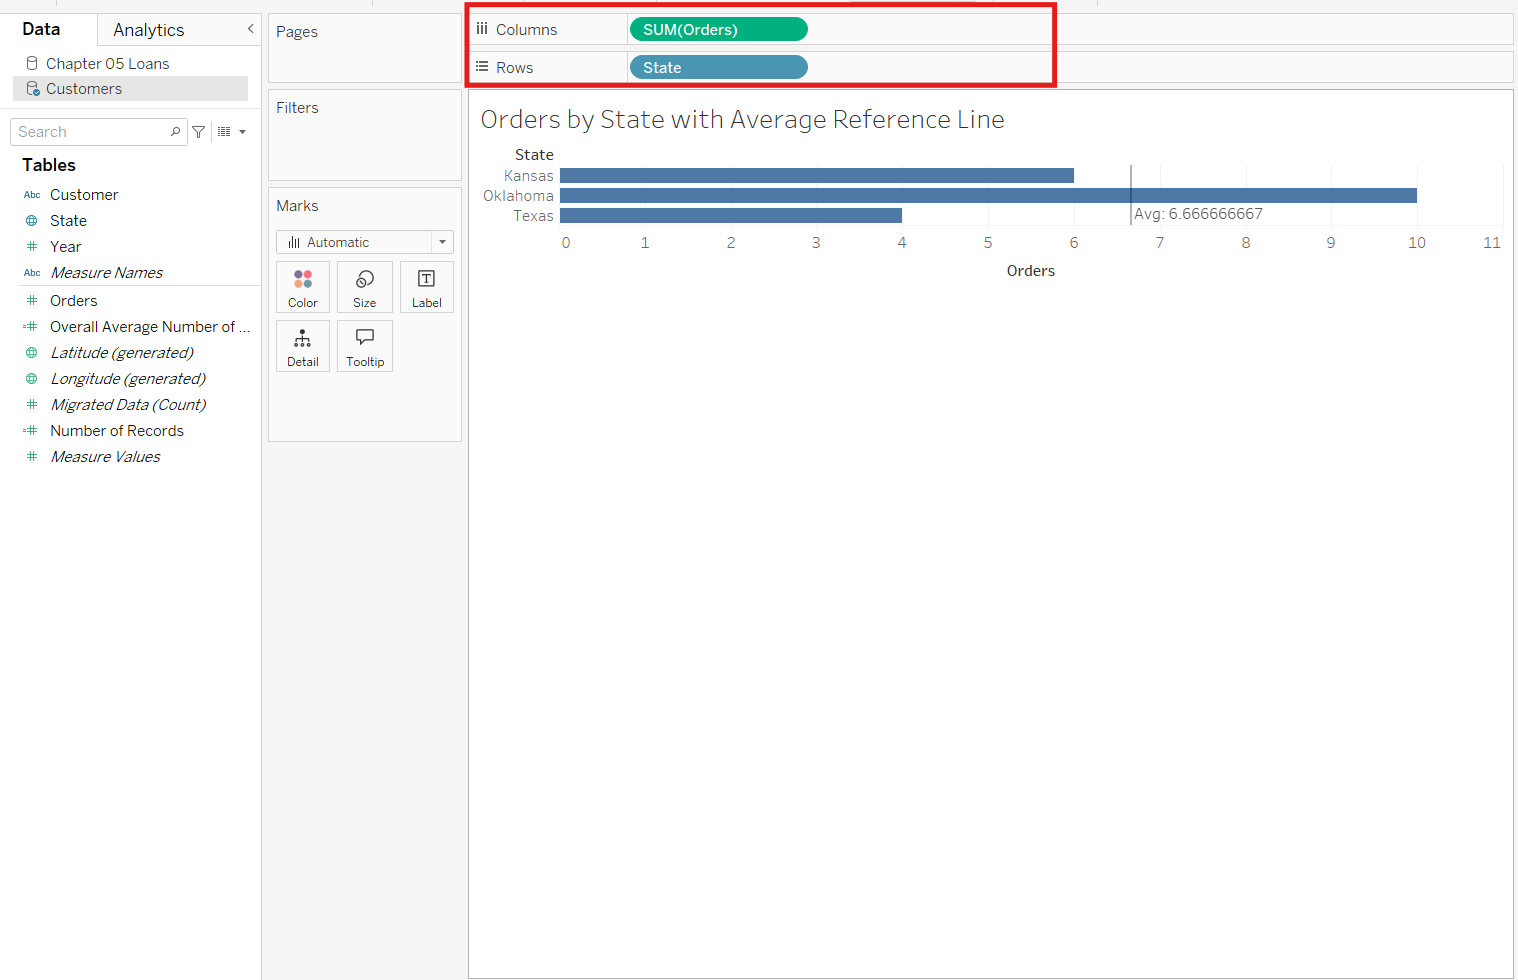 Data
Analytics
Chapter 05 Loans
Customers
Search
Tables
Abc Customer
State
Year
Abc Measure Names
Orders
Overall Average Number of ...
Latitude (generated)
Longitude (generated)
Migrated Data (Count)
Number of Records
Measure Values
Pages
Filters
Marks
Automatic
Color
Size
Label
Detail
Tooltip
Columns
SUM(Orders)
Rows
State
Orders by State with Average Reference Line
State
Kansas
Oklahoma
Texas
Avg: 6.666666667
0 1 2 3 4 5 6 7 8 9 10 11
Orders